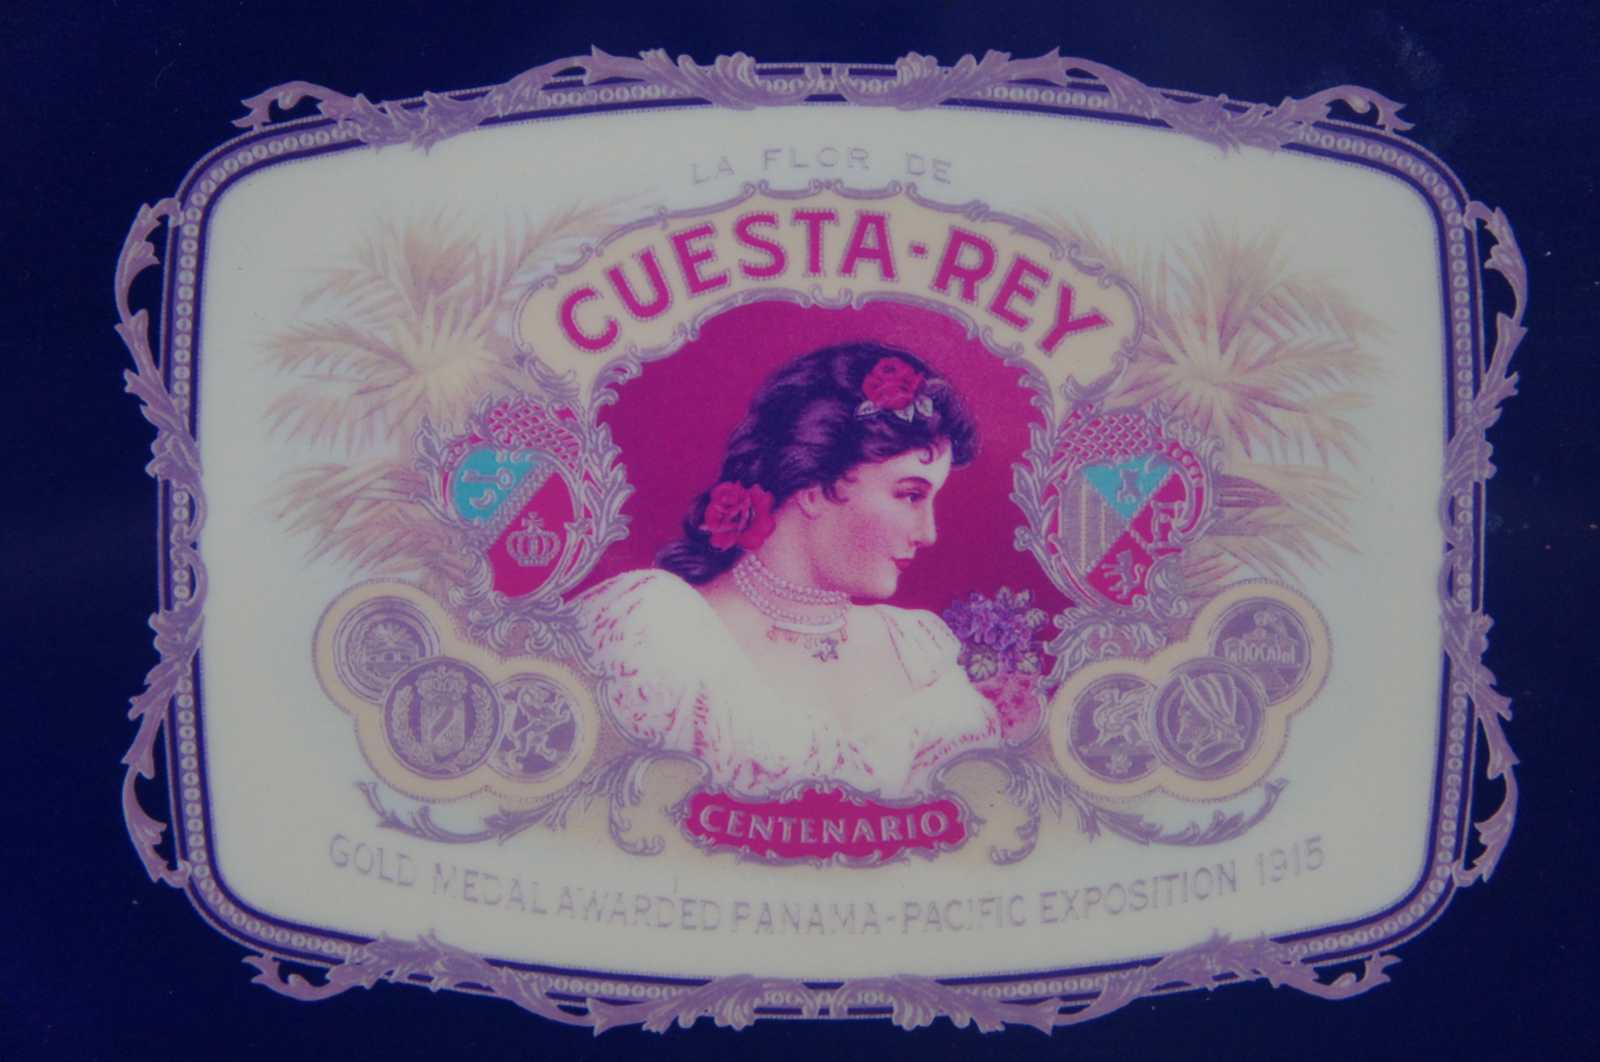 LA FLOR DE
CUESTA-REY
CENTENARIO
GOLD MEDAL AWARDED PANAMA-PACIFIC EXPOSITION 1915